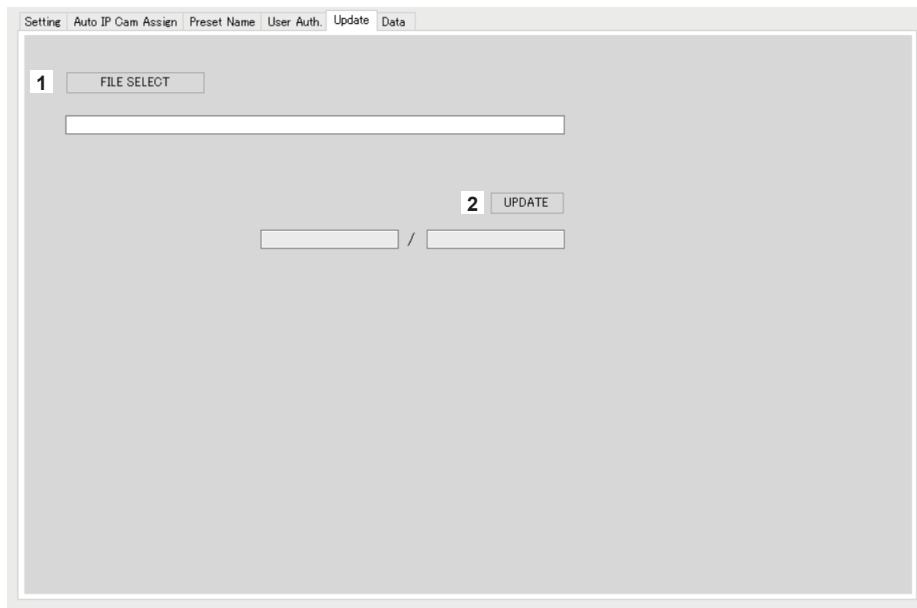 Setting Auto IP Cam Assign Preset Name User Auth. Update Data
1 FILE SELECT
2 UPDATE
/